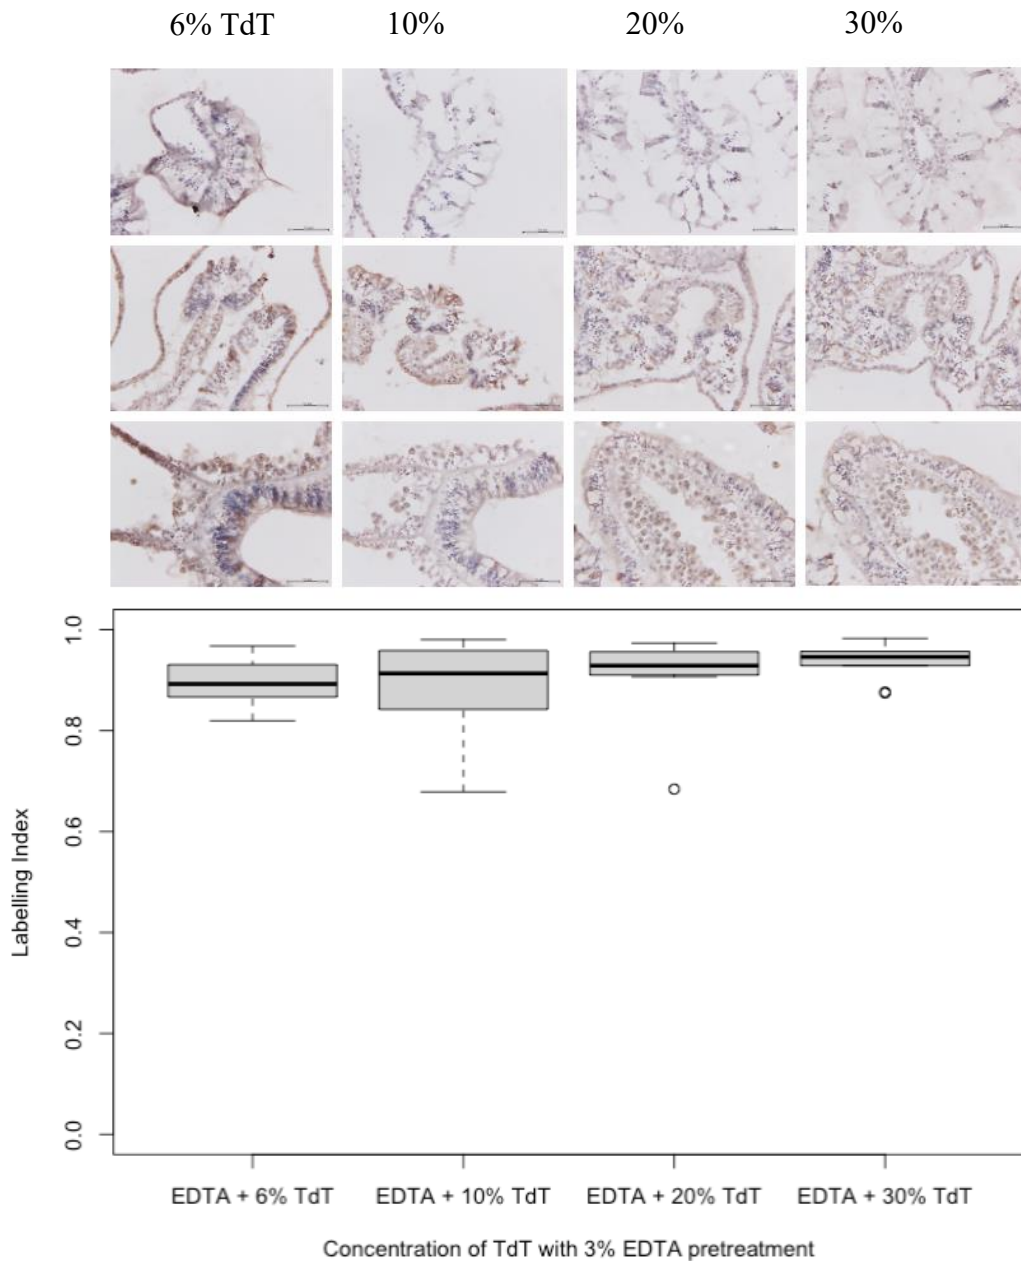 6% TdT 10% 20% 30%
1.0
0.8
0.6
0.4
0.2
0.0
Labelling Index
EDTA + 6% TdT EDTA + 10% TdT EDTA + 20% TdT EDTA + 30% TdT
Concentration of TdT with 3% EDTA pretreatment